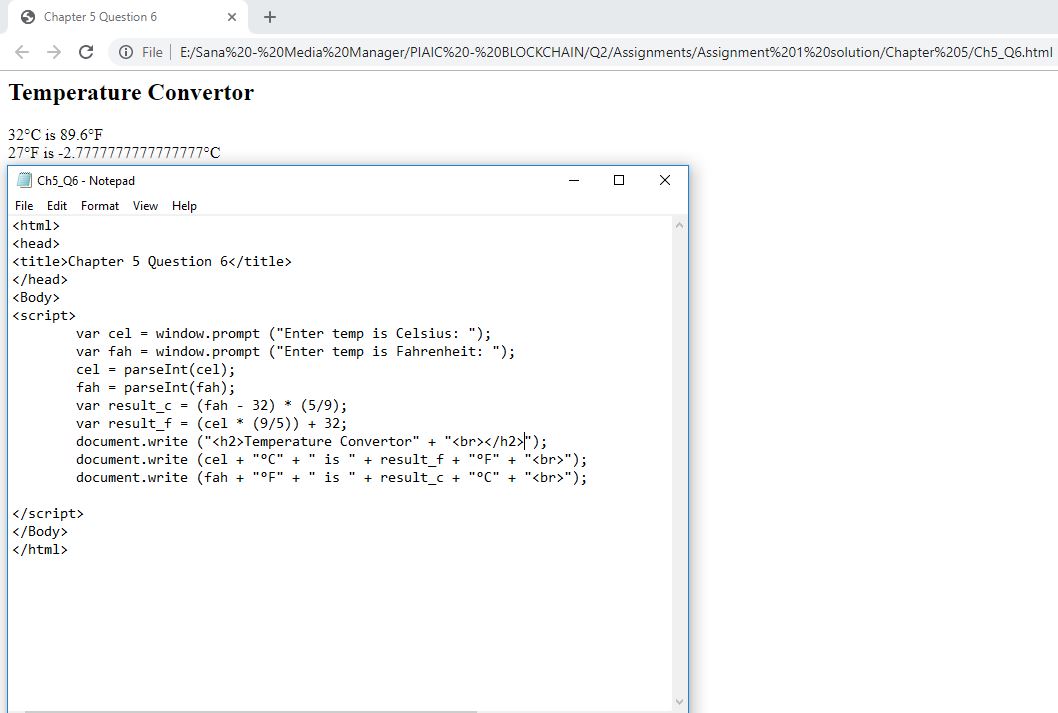 Chapter 5 Question 6
File E:/Sana%20-%20Media%20Manager/PIAIC%20-%20BLOCKCHAIN/Q2/Assignments/Assignment%201%20solution/Chapter%205/Ch5_Q6.html
Temperature Convertor
32°C is 89.6°F
27°F is -2.7777777777777777°C
Ch5_Q6 - Notepad
File Edit Format View Help
<html>
<head>
<title>Chapter 5 Question 6</title>
</head>
<Body>
<script>
        var cel = window.prompt ("Enter temp is Celsius: ");
        var fah = window.prompt ("Enter temp is Fahrenheit: ");
        cel = parseInt(cel);
        fah = parseInt(fah);
        var result_c = (fah - 32) * (5/9);
        var result_f = (cel * (9/5)) + 32;
        document.write ("<h2>Temperature Convertor" + "<br></h2>");
        document.write (cel + "°C" + " is " + result_f + "°F" + "<br>");
        document.write (fah + "°F" + " is " + result_c + "°C" + "<br>");
</script>
</Body>
</html>